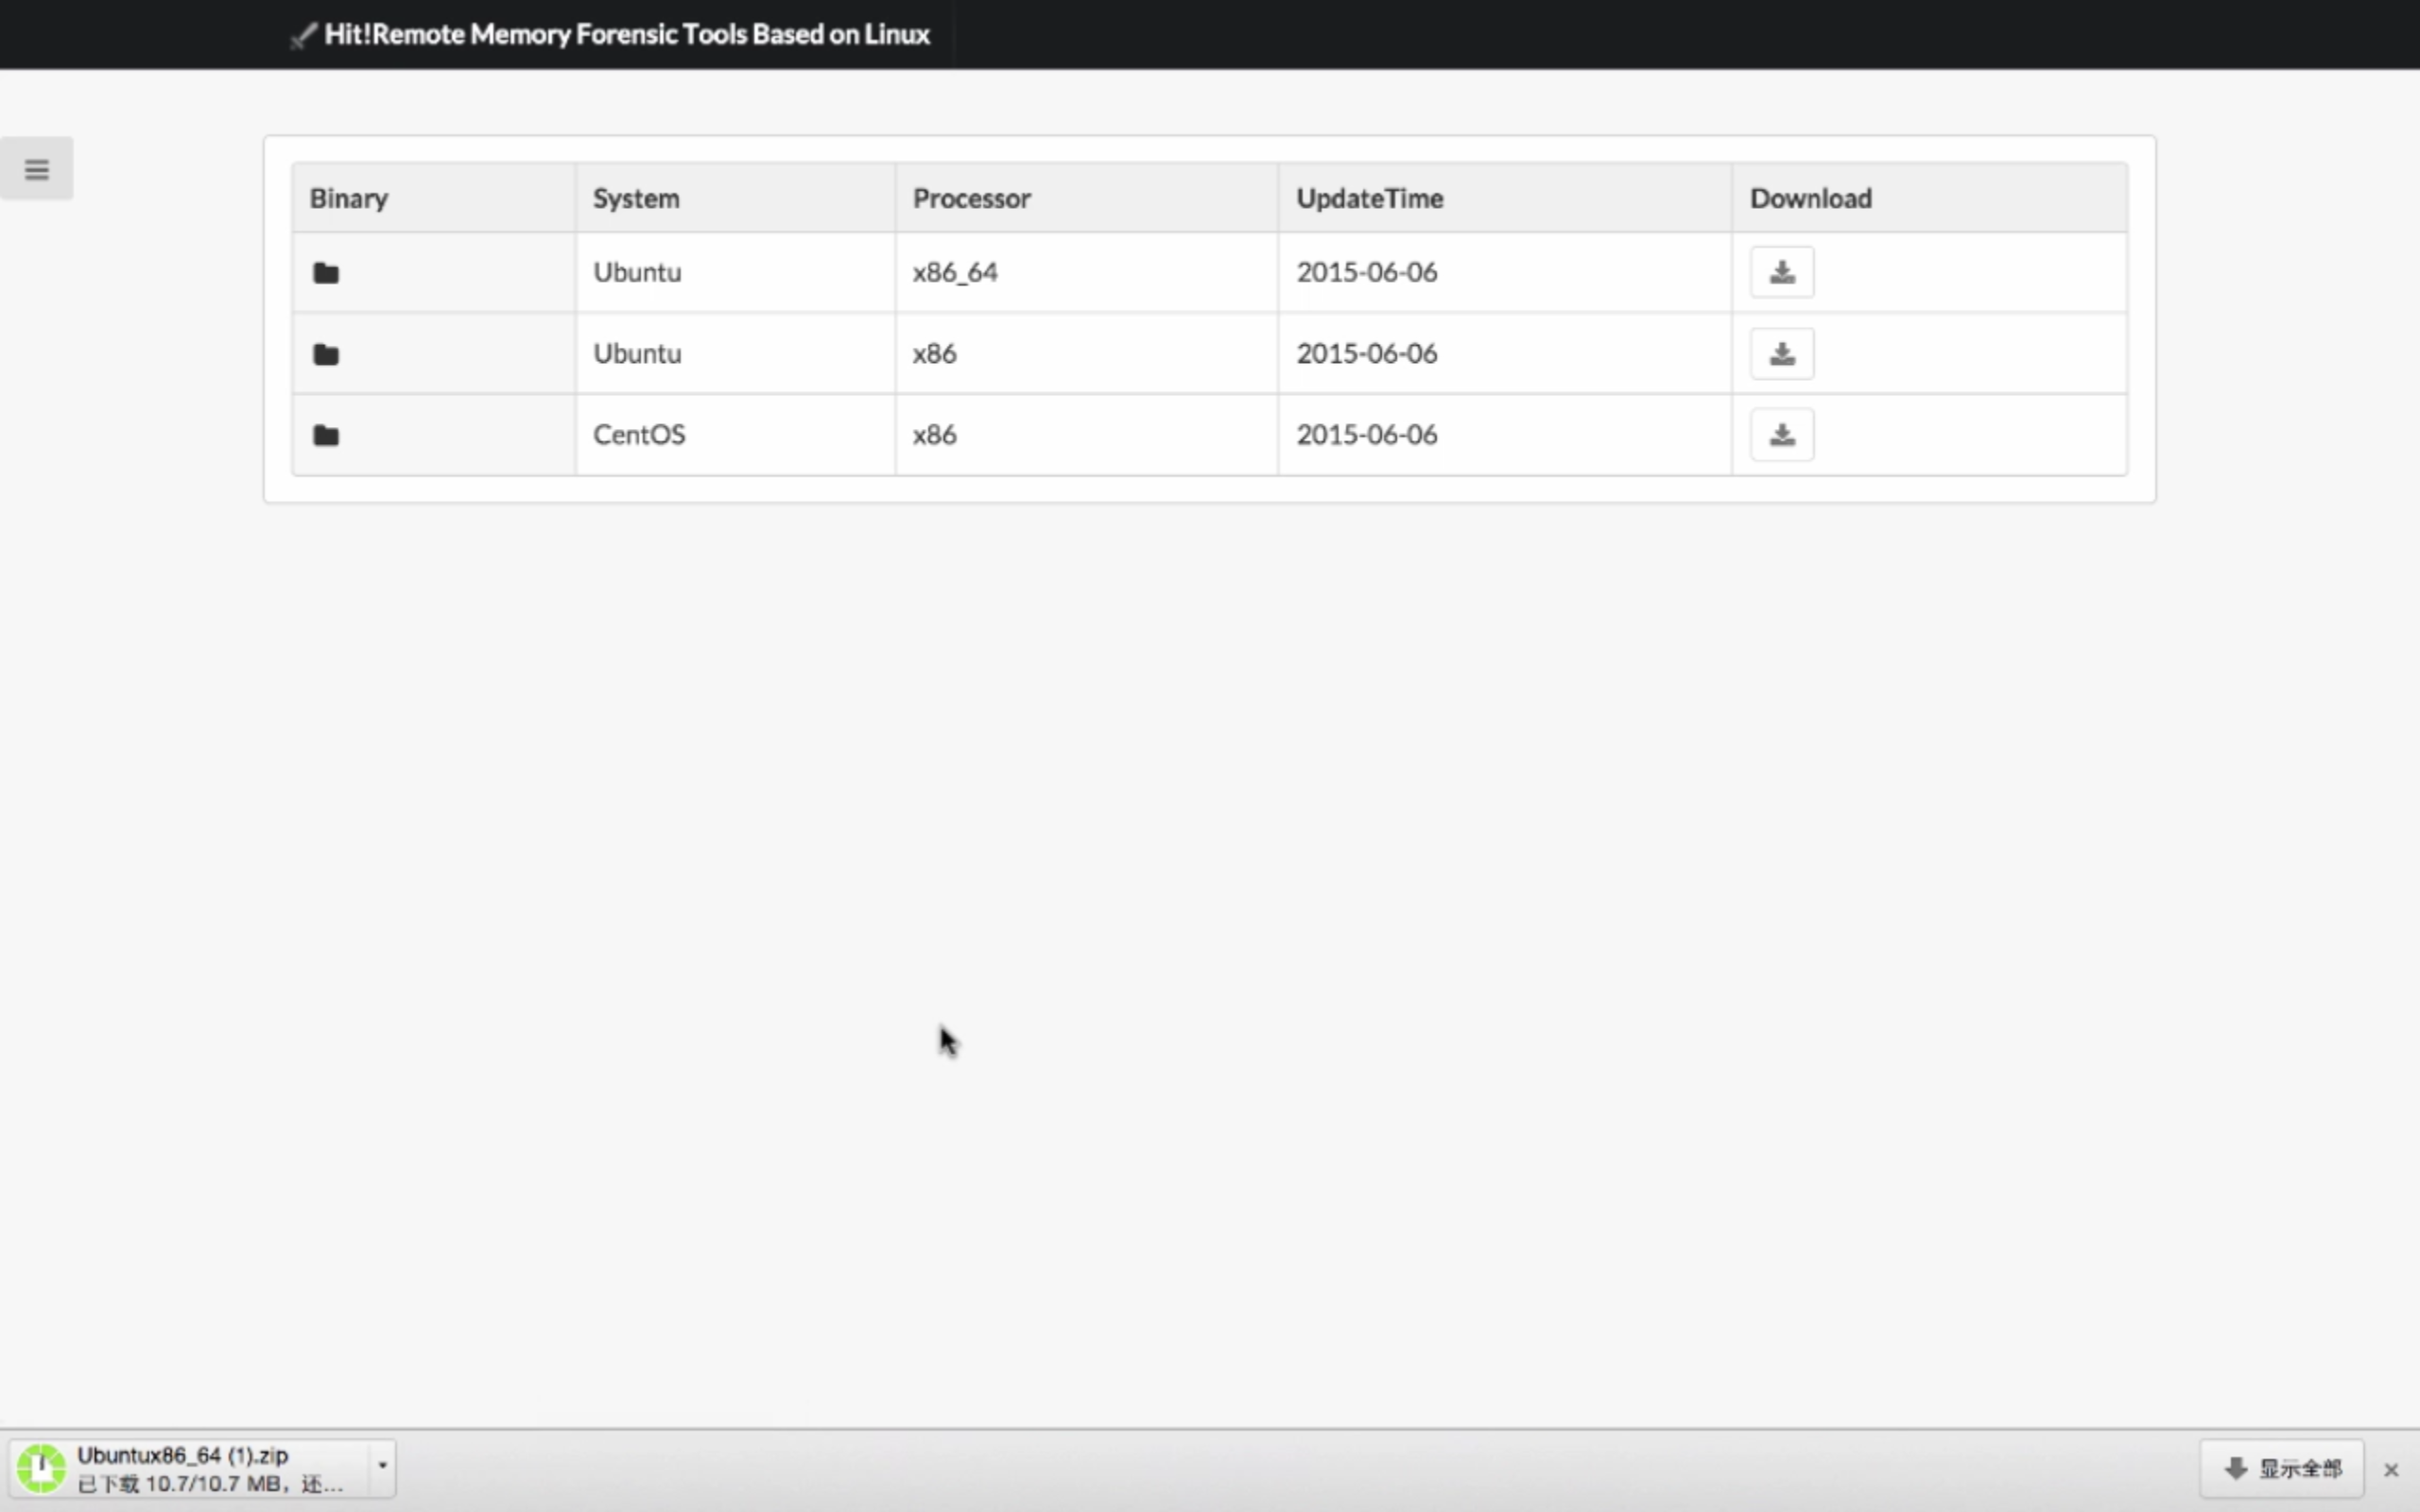 Hit!Remote Memory Forensic Tools Based on Linux
Binary System Processor UpdateTime Download
Ubuntu x86_64 2015-06-06
Ubuntu x86 2015-06-06
CentOS x86 2015-06-06
Ubuntux86_64 (1).zip
已下载 10.7/10.7 MB，还...
显示全部